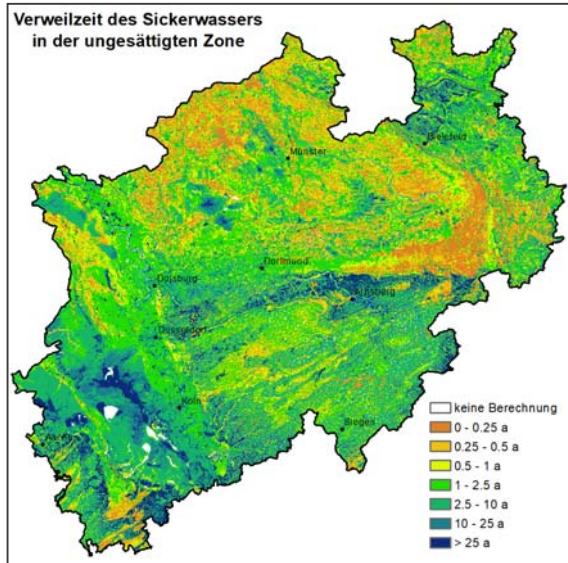 Verweilzeit des Sickerwassers
in der ungesättigten Zone
Bielefeld
Münster
Dortmund
Duisburg
Arnsberg
Düsseldorf
Köln
Siegen
keine Berechnung
0 - 0.25 a
0.25 - 0.5 a
0.5 - 1 a
1 - 2.5 a
2.5 - 10 a
10 - 25 a
> 25 a